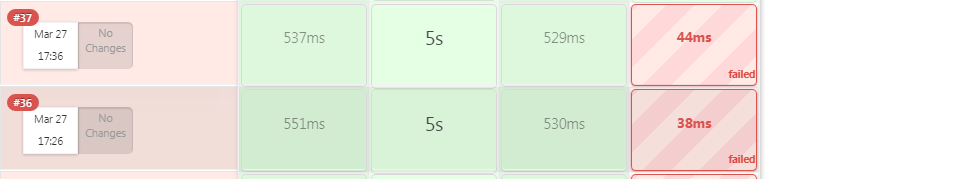 #37
Mar 27
17:36
No
Changes
537ms
5s
529ms
44ms
failed
#36
Mar 27
17:26
No
Changes
551ms
5s
530ms
38ms
failed